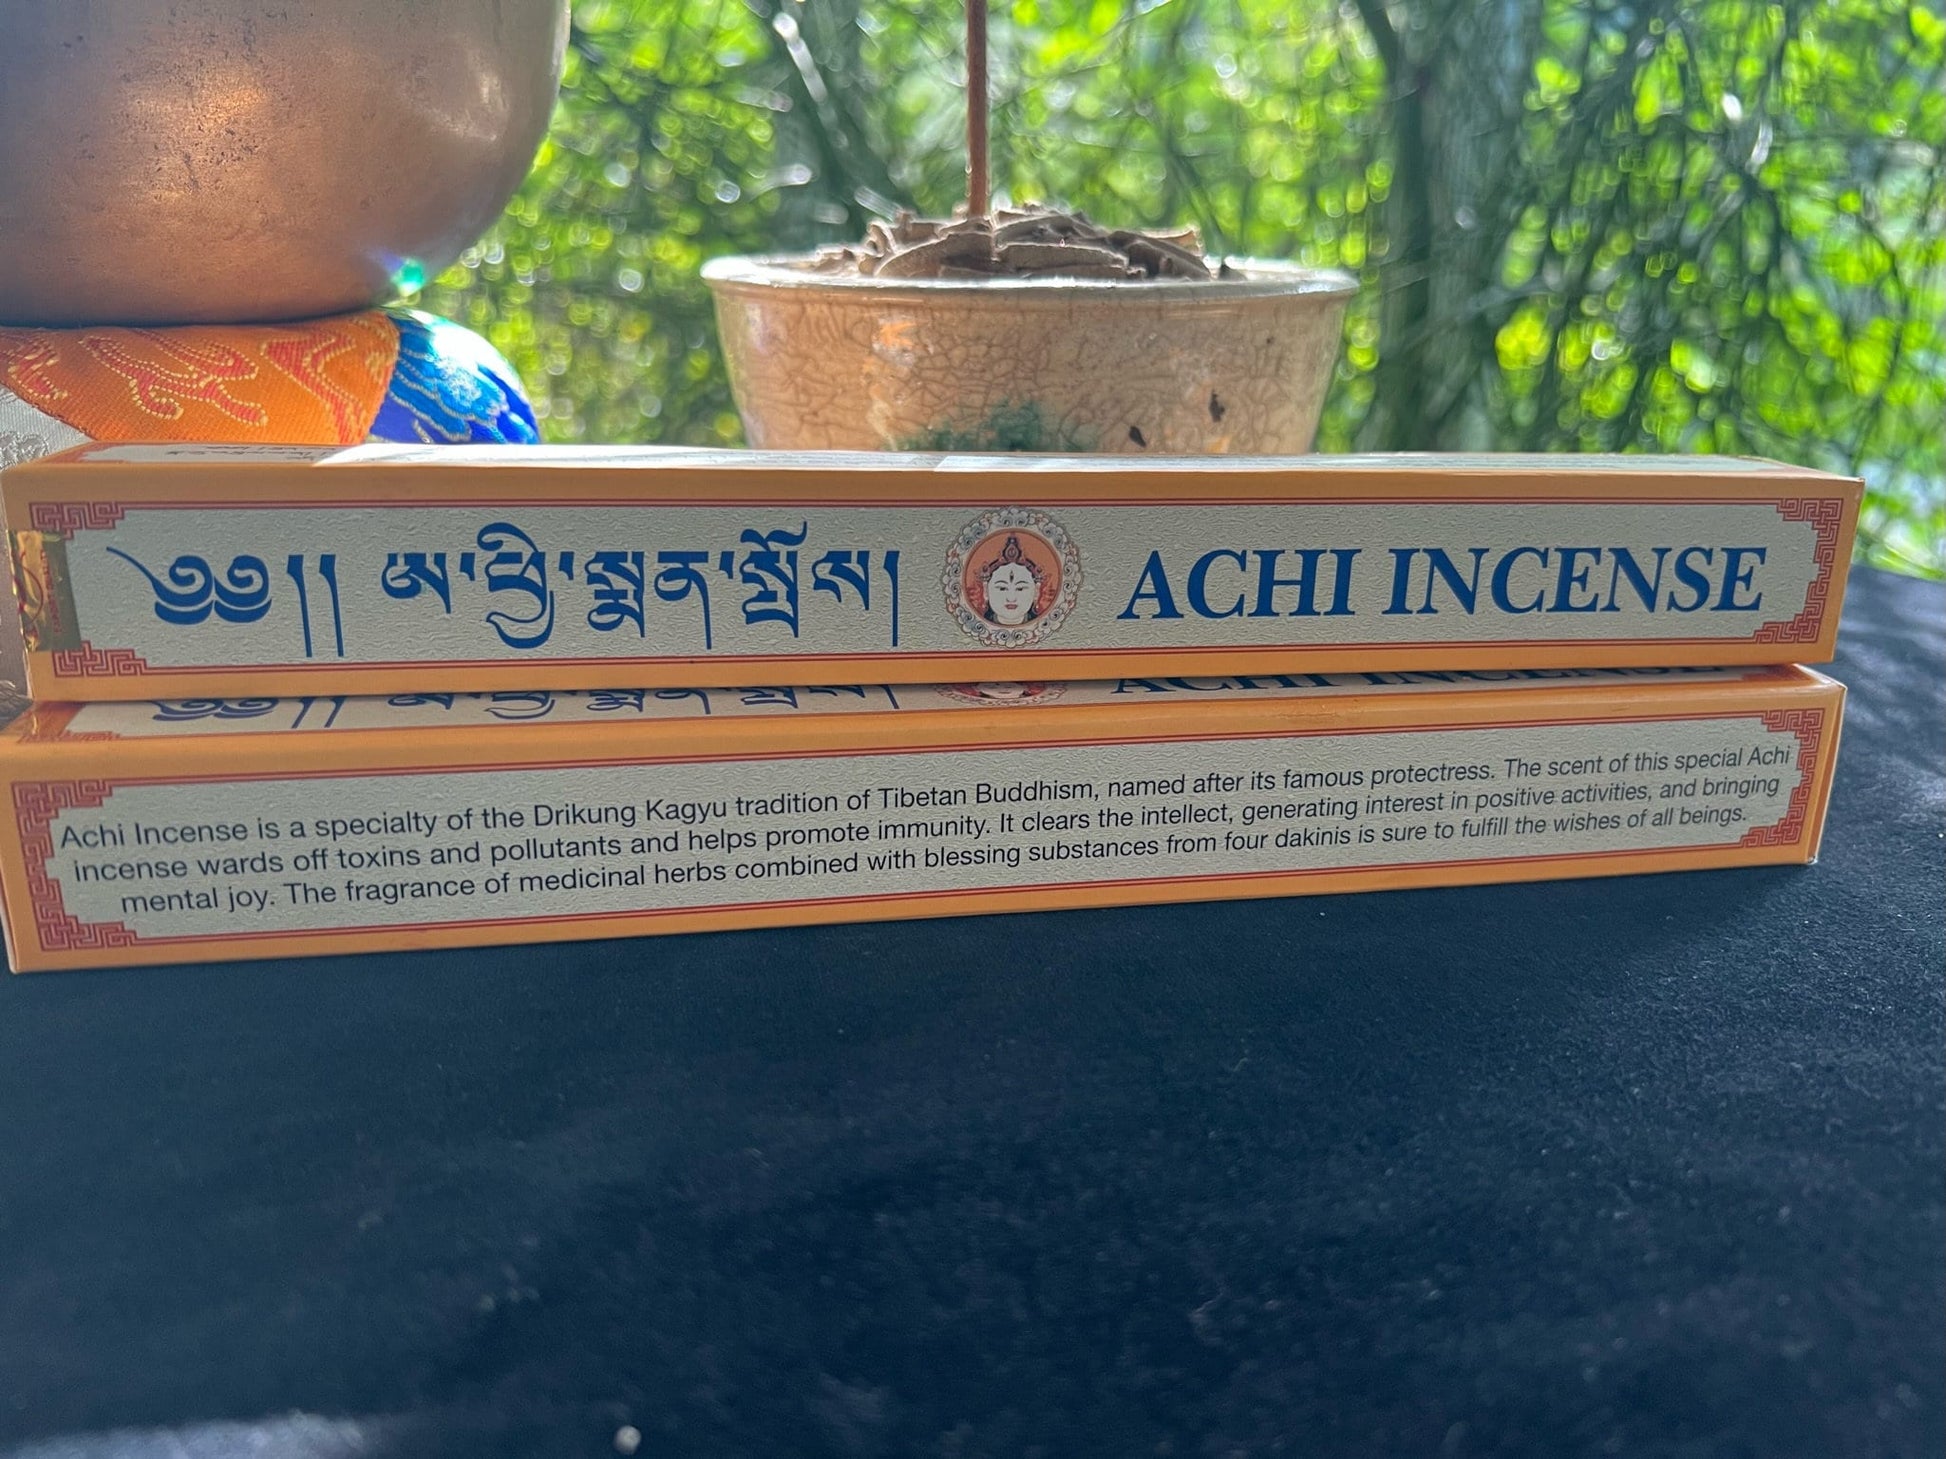 ༄༅།། ཨ་ཕྱི་སྨན་སྤོས།
ACHI INCENSE
ACHI INCENSE
Achi Incense is a specialty of the Drikung Kagyu tradition of Tibetan Buddhism, named after its famous protectress. The scent of this special Achi
incense wards off toxins and pollutants and helps promote immunity. It clears the intellect, generating interest in positive activities, and bringing
mental joy. The fragrance of medicinal herbs combined with blessing substances from four dakinis is sure to fulfill the wishes of all beings.